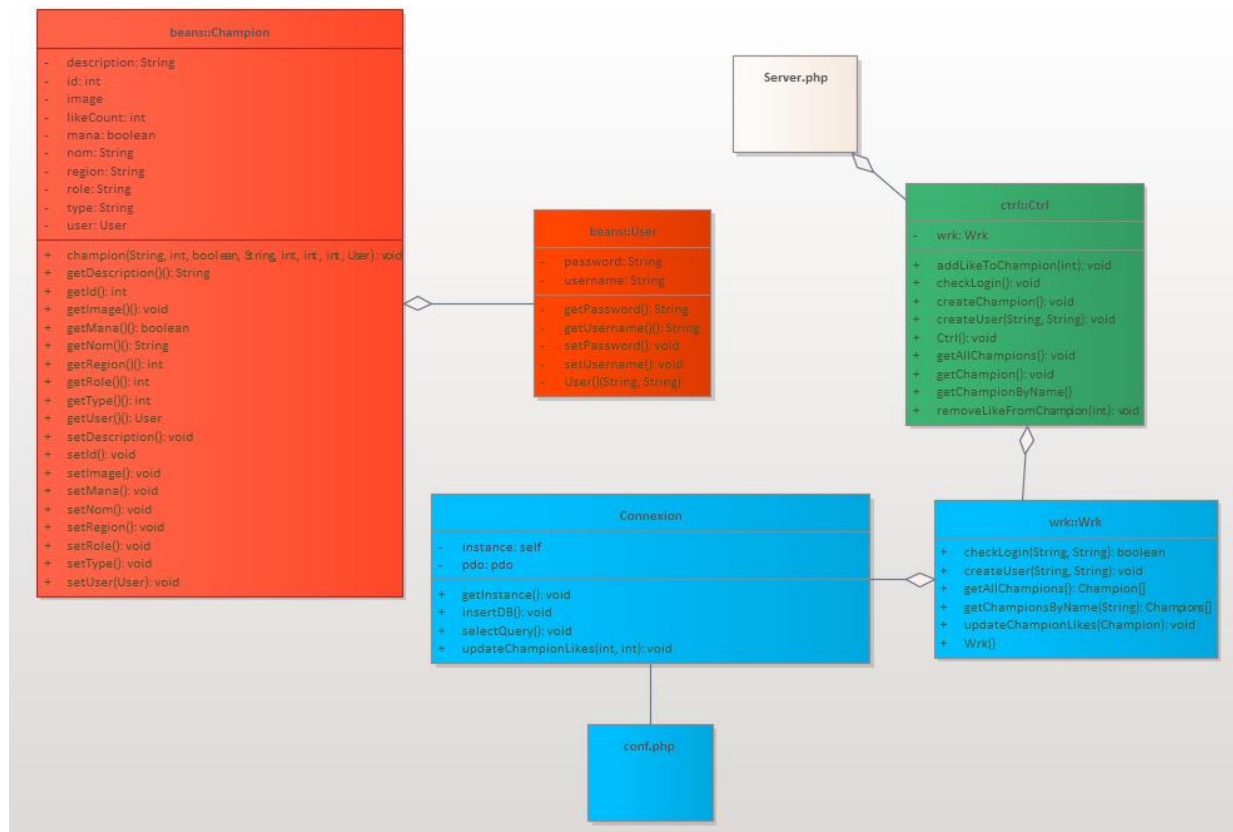 beans::Champion
- description: String
- id: int
- image
- likeCount: int
- mana: boolean
- nom: String
- region: String
- role: String
- type: String
- user: User
+ champion(String, int, boolean, String, int, int, int, User): void
+ getDescription()(): String
+ getId(): int
+ getImage()(): void
+ getMana()(): boolean
+ getNom()(): String
+ getRegion()(): int
+ getRole()(): int
+ getType()(): int
+ getUser()(): User
+ setDescription(): void
+ setId(): void
+ setImage(): void
+ setMana(): void
+ setNom(): void
+ setRegion(): void
+ setRole(): void
+ setType(): void
+ setUser(User): void
beans::User
- password: String
- username: String
- getPassword(): String
- getUsername()(): String
- setPassword(): void
- setUsername(): void
- User()(String, String)
Server.php
ctrl::Ctrl
- wrk: Wrk
+ addLikeToChampion(int): void
+ checkLogin(): void
+ createChampion(): void
+ createUser(String, String): void
+ Ctrl(): void
+ getAllChampions(): void
+ getChampion(): void
+ getChampionByName()
+ removeLikeFromChampion(int): void
Connexion
- instance: self
- pdo: pdo
+ getInstance(): void
+ insertDB(): void
+ selectQuery(): void
+ updateChampionLikes(int, int): void
wrk::Wrk
+ checkLogin(String, String): boolean
+ createUser(String, String): void
+ getAllChampions(): Champion[]
+ getChampionsByName(String): Champions[]
+ updateChampionLikes(Champion): void
+ Wrk()
conf.php